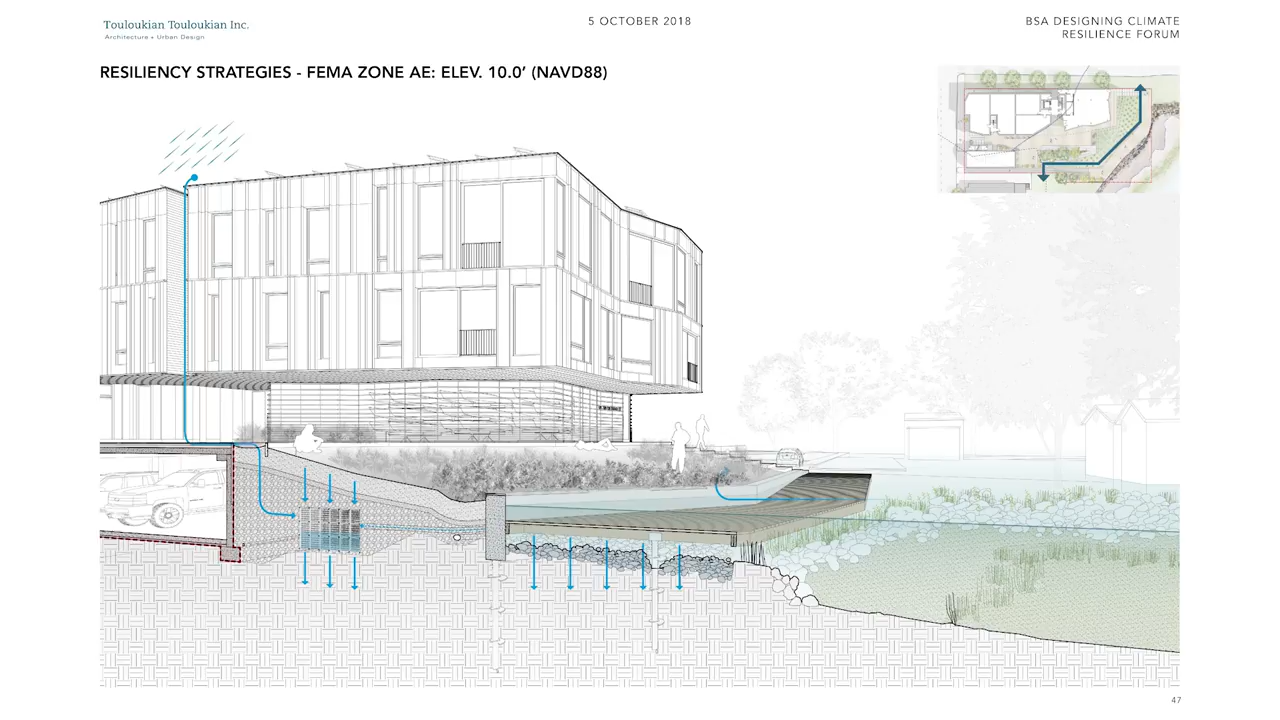 Touloukian Touloukian Inc.
Architecture + Urban Design
5 OCTOBER 2018
BSA DESIGNING CLIMATE
RESILIENCE FORUM
RESILIENCY STRATEGIES - FEMA ZONE AE: ELEV. 10.0’ (NAVD88)
47